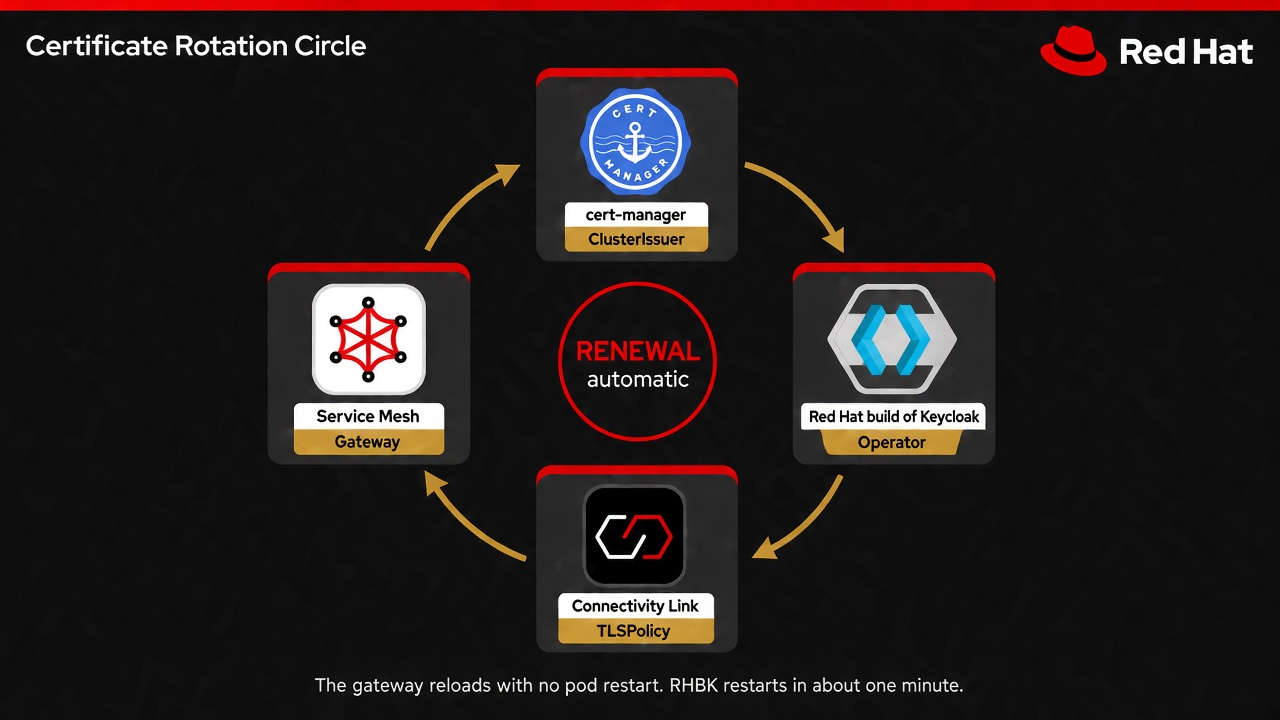 Certificate Rotation Circle
Red Hat
CERT
MANAGER
cert-manager
ClusterIssuer
Service Mesh
Gateway
RENEWAL
automatic
Red Hat build of Keycloak
Operator
Connectivity Link
TLSPolicy
The gateway reloads with no pod restart. RHBK restarts in about one minute.